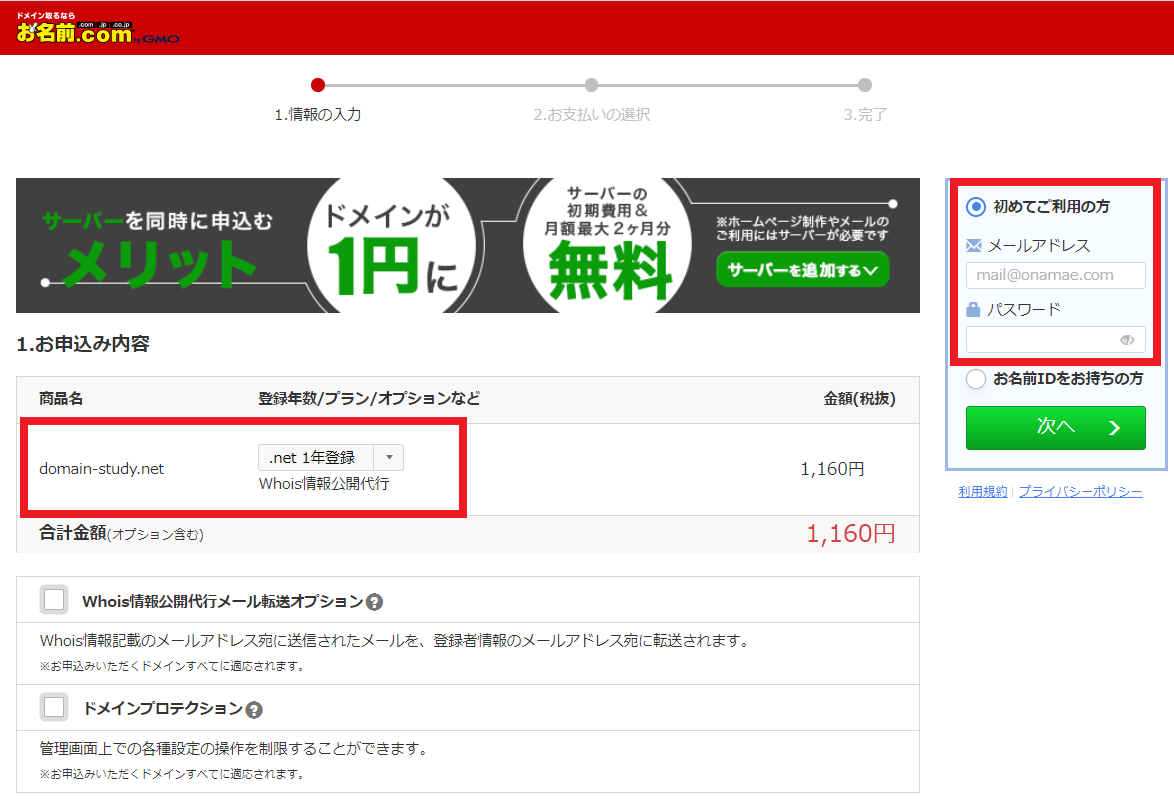 ドメイン取るなら
お名前.com
.com .jp .co.jp
by GMO
1.情報の入力
2.お支払いの選択
3.完了
サーバーを同時に申込む
メリット
ドメインが
1円に
サーバーの
初期費用&
月額最大2ヶ月分
無料
※ホームページ制作やメールの
ご利用にはサーバーが必要です
サーバーを追加する
初めてご利用の方
メールアドレス
mail@onamae.com
パスワード
お名前IDをお持ちの方
次へ
利用規約 | プライバシーポリシー
1.お申込み内容
商品名 登録年数/プラン/オプションなど 金額(税抜)
domain-study.net .net 1年登録 1,160円
Whois情報公開代行
合計金額(オプション含む) 1,160円
Whois情報公開代行メール転送オプション ?
Whois情報記載のメールアドレス宛に送信されたメールを、登録者情報のメールアドレス宛に転送されます。
※お申込みいただくドメインすべてに適応されます。
ドメインプロテクション ?
管理画面上での各種設定の操作を制限することができます。
※お申込みいただくドメインすべてに適応されます。